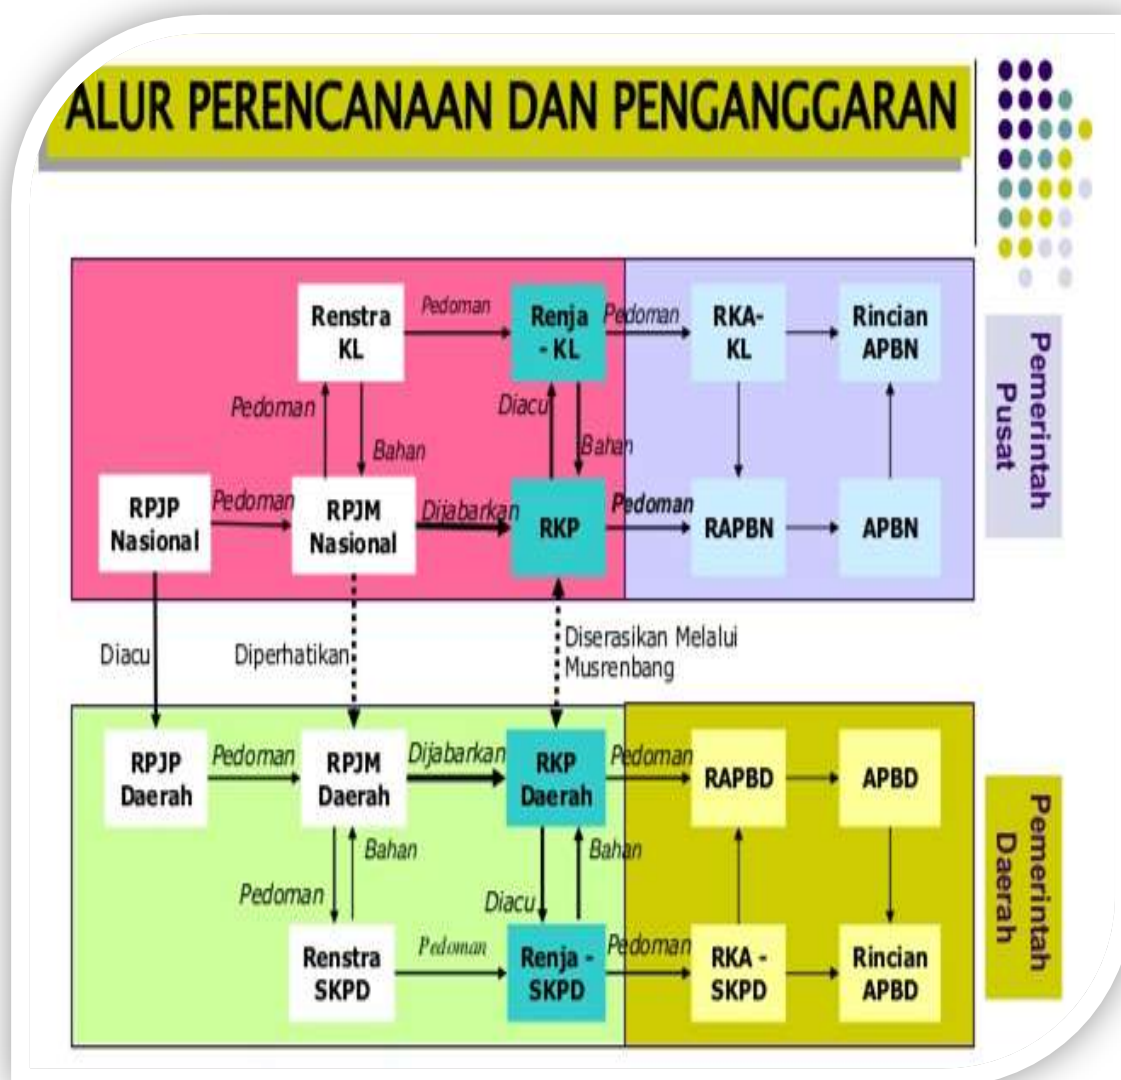 ALUR PERENCANAAN DAN PENGANGGARAN
Renstra
KL
Pedoman
Renja
- KL
Pedoman
RKA-
KL
Rincian
APBN
Pedoman
Bahan
Diacu
Bahan
RPJP
Nasional
Pedoman
RPJM
Nasional
Dijabarkan
RKP
Pedoman
RAPBN
APBN
Pemerintah
Pusat
Diacu
Diperhatikan
Diserasikan Melalui
Musrenbang
RPJP
Daerah
Pedoman
RPJM
Daerah
Dijabarkan
RKP
Daerah
Pedoman
RAPBD
APBD
Pedoman
Bahan
Diacu
Bahan
Renstra
SKPD
Pedoman
Renja -
SKPD
Pedoman
RKA -
SKPD
Rincian
APBD
Pemerintah
Daerah